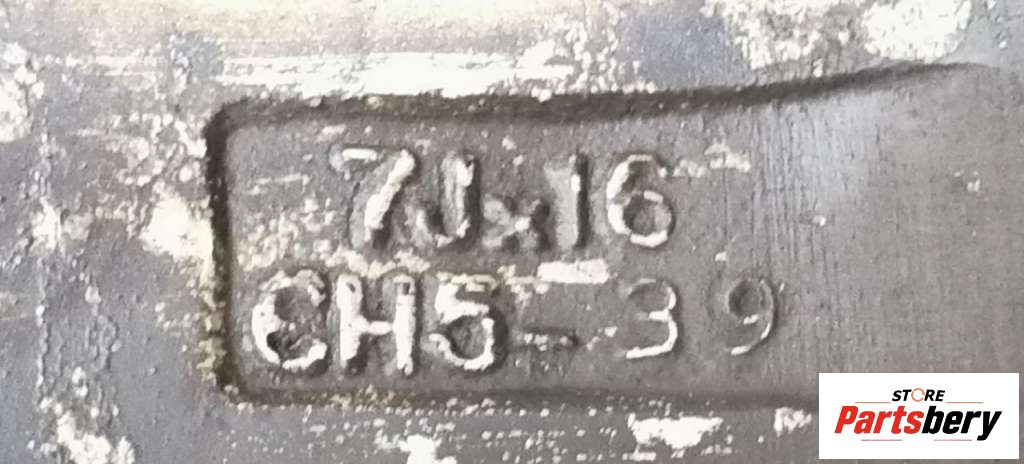 7Jx16
CH5-39
STORE
Partsbery